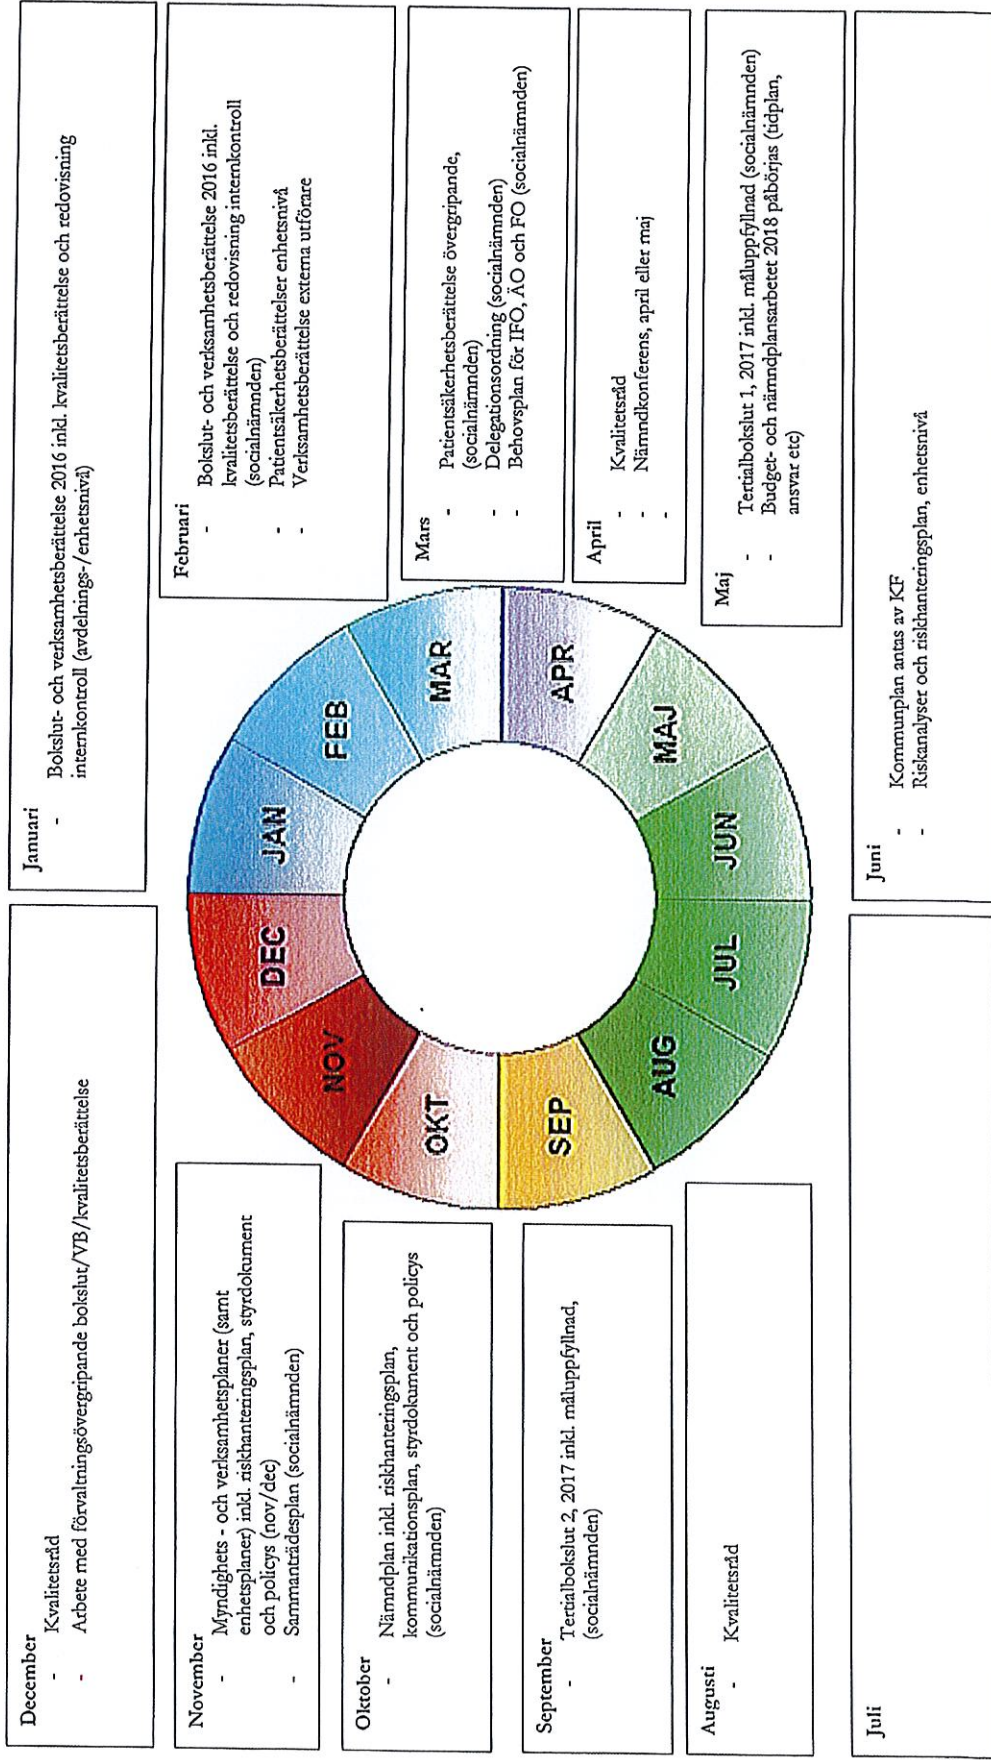 Januari
- Bokslut- och verksamhetsberättelse 2016 inkl. kvalitetsberättelse och redovisning
internkontroll (avdelnings-/enhetsnivå)
Februari
- Bokslut- och verksamhetsberättelse 2016 inkl.
kvalitetsberättelse och redovisning internkontroll
(socialnämnden)
- Patientsäkerhetsberättelser enhetsnivå
- Verksamhetsberättelse externa utförare
Mars
- Patientsäkerhetsberättelse övergripande,
(socialnämnden)
- Delegationsordning (socialnämnden)
- Behovsplan för IFO, ÄO och FO (socialnämnden)
April
- Kvalitetsråd
- Nämndkonferens, april eller maj
-
Maj
- Tertialbokslut 1, 2017 inkl. måluppfyllnad (socialnämnden)
- Budget- och nämndplansarbetet 2018 påbörjas (tidplan,
ansvar etc)
Juni
- Kommunplan antas av KF
- Riskanalyser och riskhanteringsplan, enhetsnivå
Juli
Augusti
- Kvalitetsråd
September
- Tertialbokslut 2, 2017 inkl. måluppfyllnad,
(socialnämnden)
Oktober
- Nämndplan inkl. riskhanteringsplan,
kommunikationsplan, styrdokument och policys
(socialnämnden)
November
- Myndighets - och verksamhetsplaner (samt
enhetsplaner) inkl. riskhanteringsplan, styrdokument
och policys (nov/dec)
- Sammanträdesplan (socialnämnden)
December
- Kvalitetsråd
- Arbete med förvaltningsövergripande bokslut/VB/kvalitetsberättelse
JAN
FEB
MAR
APR
MAJ
JUN
JUL
AUG
SEP
OKT
NOV
DEC